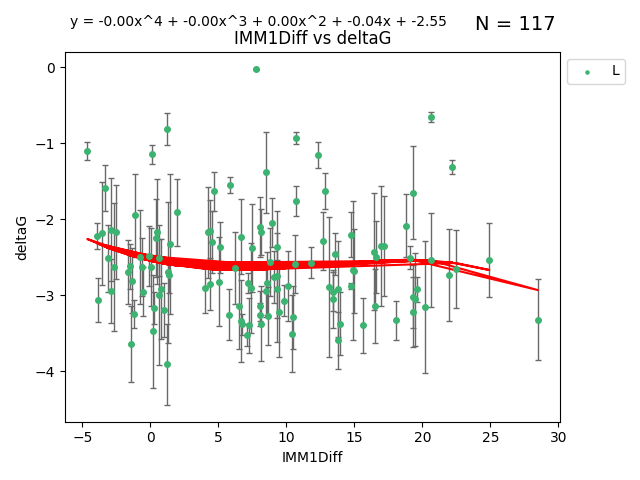 y = -0.00x^4 + -0.00x^3 + 0.00x^2 + -0.04x + -2.55
N = 117
IMM1Diff vs deltaG
L
deltaG
0
−1
−2
−3
−4
−5 0 5 10 15 20 25 30
IMM1Diff